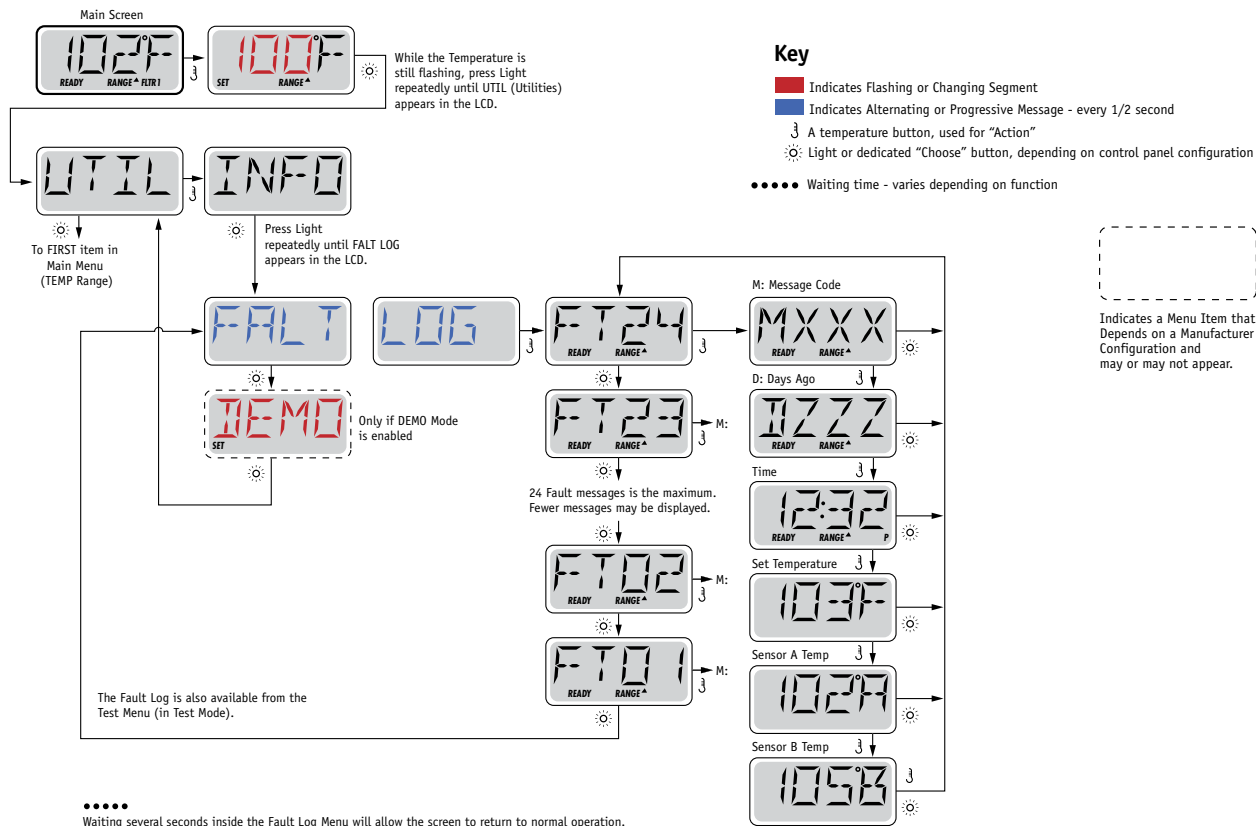 Main Screen
102°F
READY RANGE FLTR1
100°F
SET RANGE
While the Temperature is
still flashing, press Light
repeatedly until UTIL (Utilities)
appears in the LCD.
Key
Indicates Flashing or Changing Segment
Indicates Alternating or Progressive Message - every 1/2 second
A temperature button, used for “Action”
Light or dedicated “Choose” button, depending on control panel configuration
Waiting time - varies depending on function
UTIL
INFO
To FIRST item in
Main Menu
(TEMP Range)
Press Light
repeatedly until FALT LOG
appears in the LCD.
Indicates a Menu Item that
Depends on a Manufacturer
Configuration and
may or may not appear.
FALT
LOG
FT24
READY RANGE
M: Message Code
MXXX
READY RANGE
DEMO
SET
Only if DEMO Mode
is enabled
FT23
READY RANGE
M:
D: Days Ago
DZZZ
READY RANGE
24 Fault messages is the maximum.
Fewer messages may be displayed.
Time
12:32
READY RANGE P
FT02
READY RANGE
M:
Set Temperature
103°F
FT01
READY RANGE
M:
Sensor A Temp
102°A
The Fault Log is also available from the
Test Menu (in Test Mode).
Sensor B Temp
105°B
Waiting several seconds inside the Fault Log Menu will allow the screen to return to normal operation.